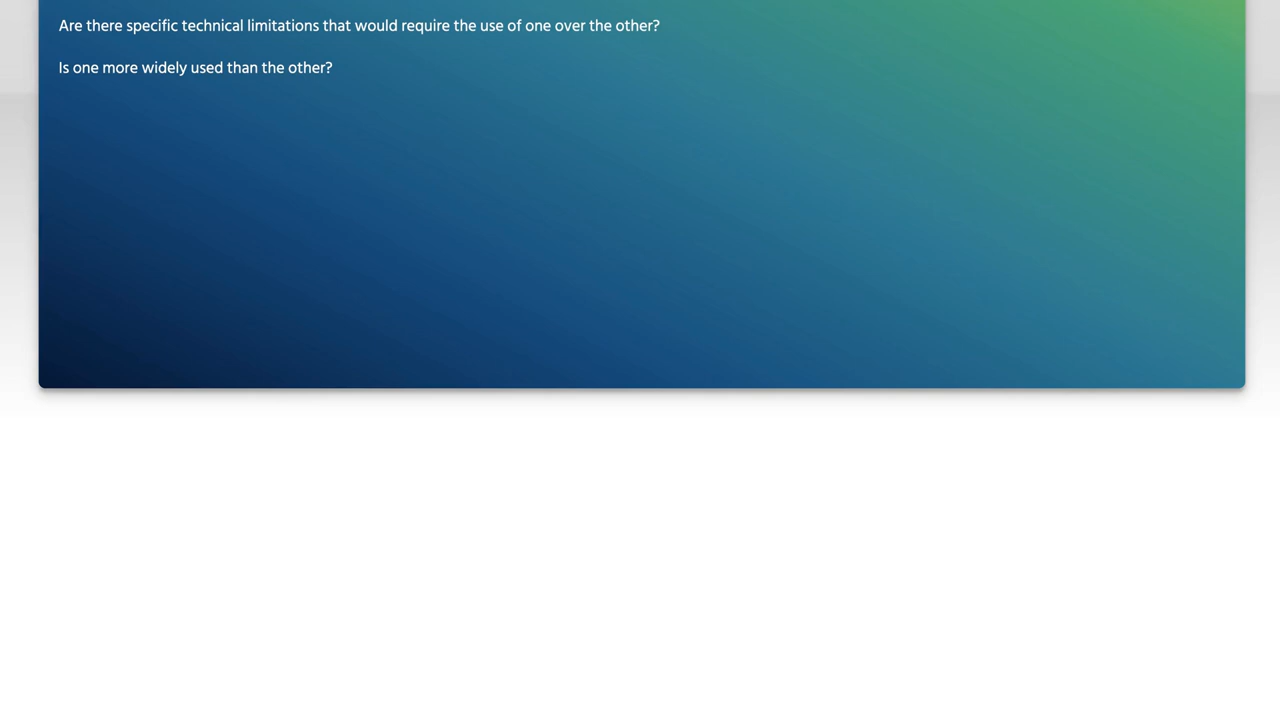 Are there specific technical limitations that would require the use of one over the other?
Is one more widely used than the other?